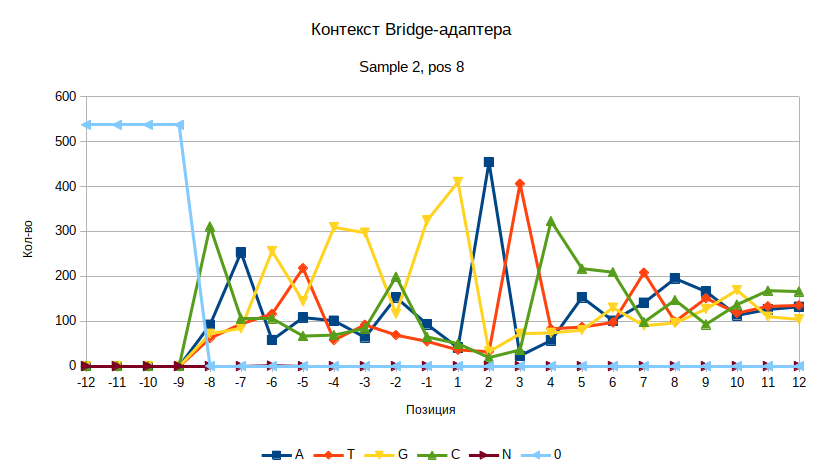 Контекст Bridge-адаптера
Sample 2, pos 8
600
500
400
300
200
100
0
Кол-во
-12 -11 -10 -9 -8 -7 -6 -5 -4 -3 -2 -1 1 2 3 4 5 6 7 8 9 10 11 12
Позиция
A T G C N 0